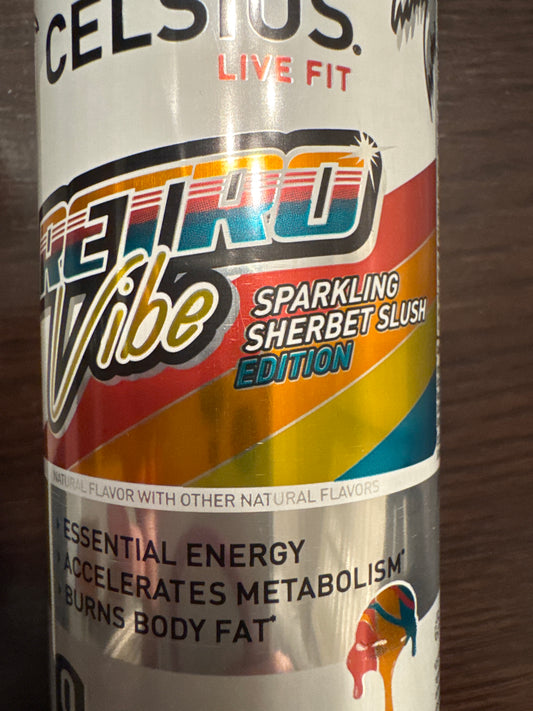 CELSIUS.
LIVE FIT
RETRO
Vibe
SPARKLING
SHERBET SLUSH
EDITION
NATURAL FLAVOR WITH OTHER NATURAL FLAVORS
› ESSENTIAL ENERGY
› ACCELERATES METABOLISM*
› BURNS BODY FAT*